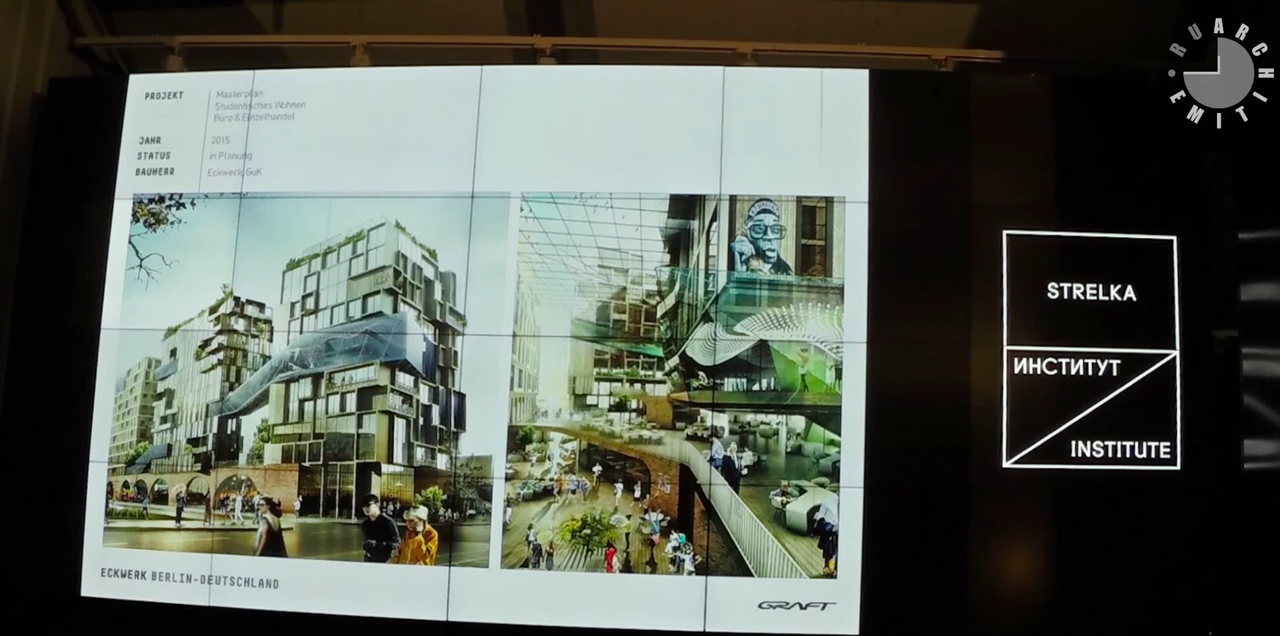 PROJEKT
Masterplan
Studentisches Wohnen
Büro & Einzelhandel
JAHR
2015
STATUS
in Planung
BAUHERR
Eckwerk GuK
ECKWERK BERLIN-DEUTSCHLAND
GRAFT
STRELKA
ИНСТИТУТ
INSTITUTE
RUARCH
TIME